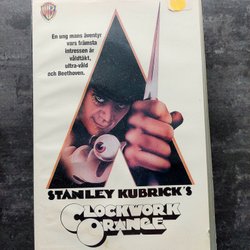 En ung mans äventyr
vars främsta
intressen är
våldtäkt,
ultra-våld
och Beethoven.
STANLEY KUBRICK'S
CLOCKWORK
ORANGE